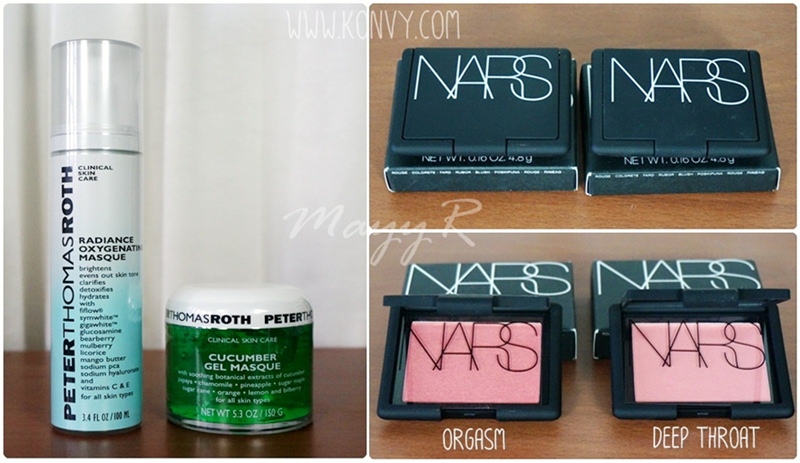 WWW.KONVY.COM
PETERTHOMASROTH
CLINICAL
SKIN
CARE
RADIANCE
OXYGENATING
MASQUE
brightens
evens out skin tone
clarifies
detoxifies
hydrates
with
fiflow®
symwhite™
gigawhite™
glucosamine
bearberry
mulberry
licorice
mango butter
sodium pca
sodium hyaluronate
and
vitamins C & E
for all skin types
3.4 FL OZ / 100 ML
THOMASROTH PETERTHO
CLINICAL SKIN CARE
CUCUMBER
GEL MASQUE
with soothing botanical extracts of cucumber
papaya • chamomile • pineapple • sugar maple
sugar cane • orange • lemon and bilberry
for all skin types
NET WT 5.3 OZ / 150 G
NARS
NET WT. 0.16 OZ 4.8 g
NARS
NET WT. 0.16 OZ 4.8 g
Mayy R
NARS
NARS
NARS
NARS
ORGASM
DEEP THROAT